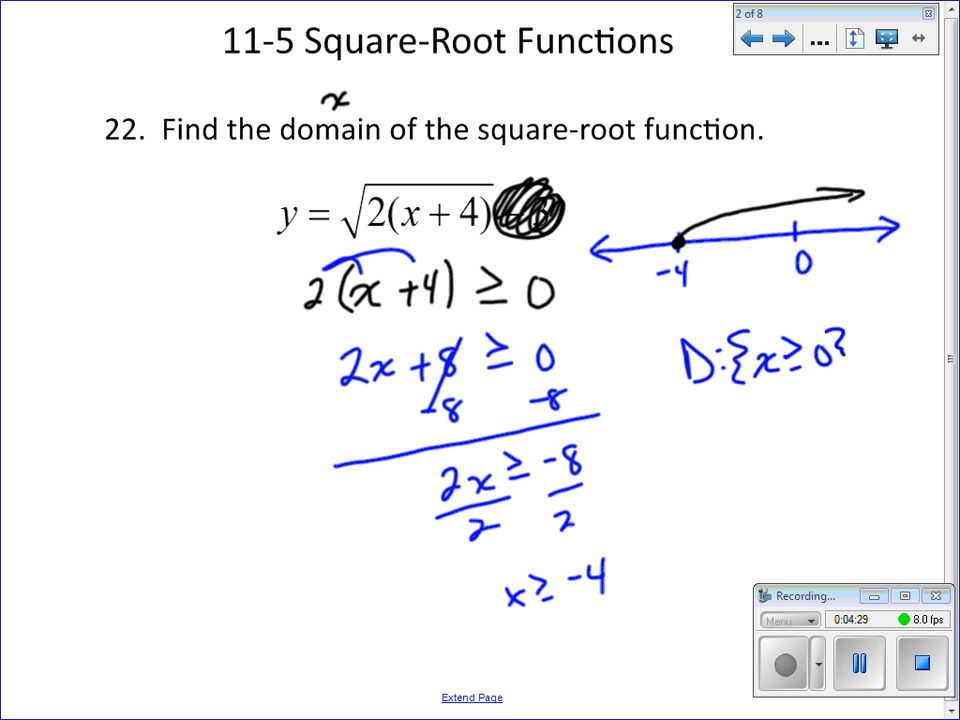 2 of 8
11-5 Square-Root Functions
x
22. Find the domain of the square-root function.
y = √2(x + 4)
2(x + 4) ≥ 0
-4 0
2x + 8 ≥ 0
D:{x ≥ 0}
-8 -8
2x ≥ -8
2 2
x ≥ -4
Recording...
Menu 0:04:29 8.0 fps
Extend Page